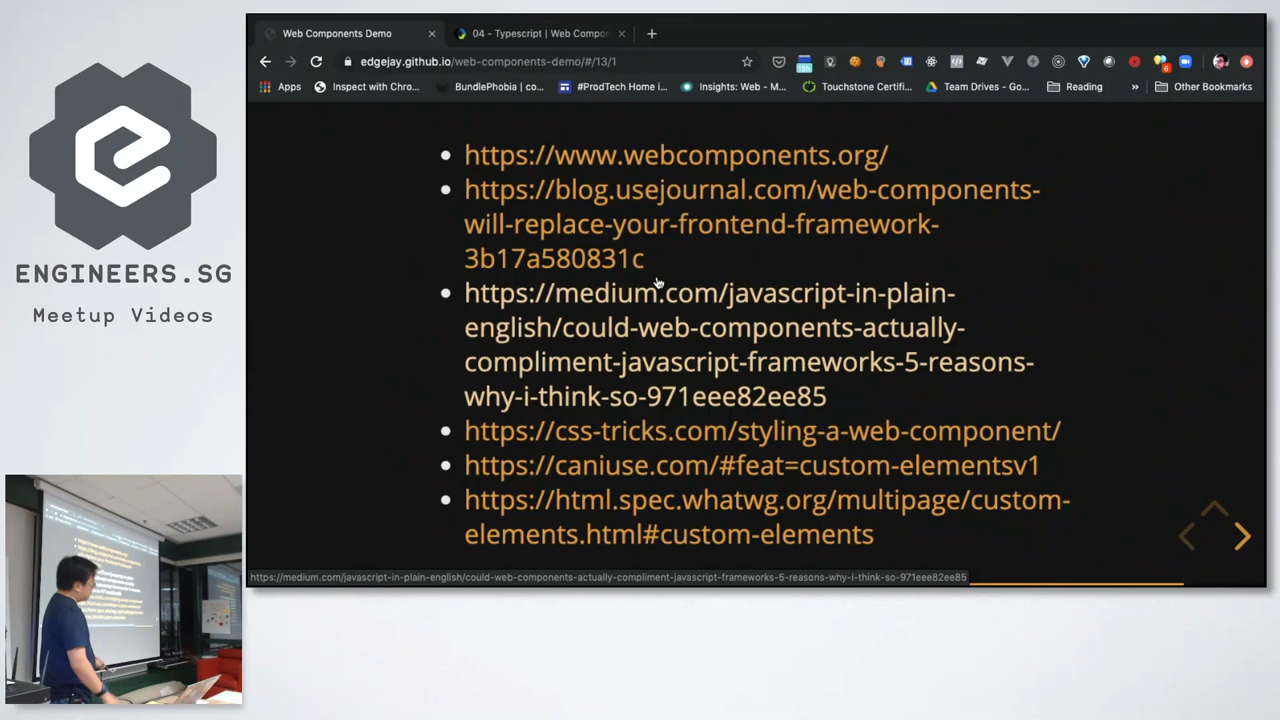 Web Components Demo
04 - Typescript | Web Compon
edgejay.github.io/web-components-demo/#/13/1
Apps
Inspect with Chro...
BundlePhobia | co...
#ProdTech Home i...
Insights: Web - M...
Touchstone Certifi...
Team Drives - Go...
Reading
»
Other Bookmarks
ENGINEERS.SG
Meetup Videos
https://www.webcomponents.org/
https://blog.usejournal.com/web-components-
will-replace-your-frontend-framework-
3b17a580831c
https://medium.com/javascript-in-plain-
english/could-web-components-actually-
compliment-javascript-frameworks-5-reasons-
why-i-think-so-971eee82ee85
https://css-tricks.com/styling-a-web-component/
https://caniuse.com/#feat=custom-elementsv1
https://html.spec.whatwg.org/multipage/custom-
elements.html#custom-elements
https://medium.com/javascript-in-plain-english/could-web-components-actually-compliment-javascript-frameworks-5-reasons-why-i-think-so-971eee82ee85